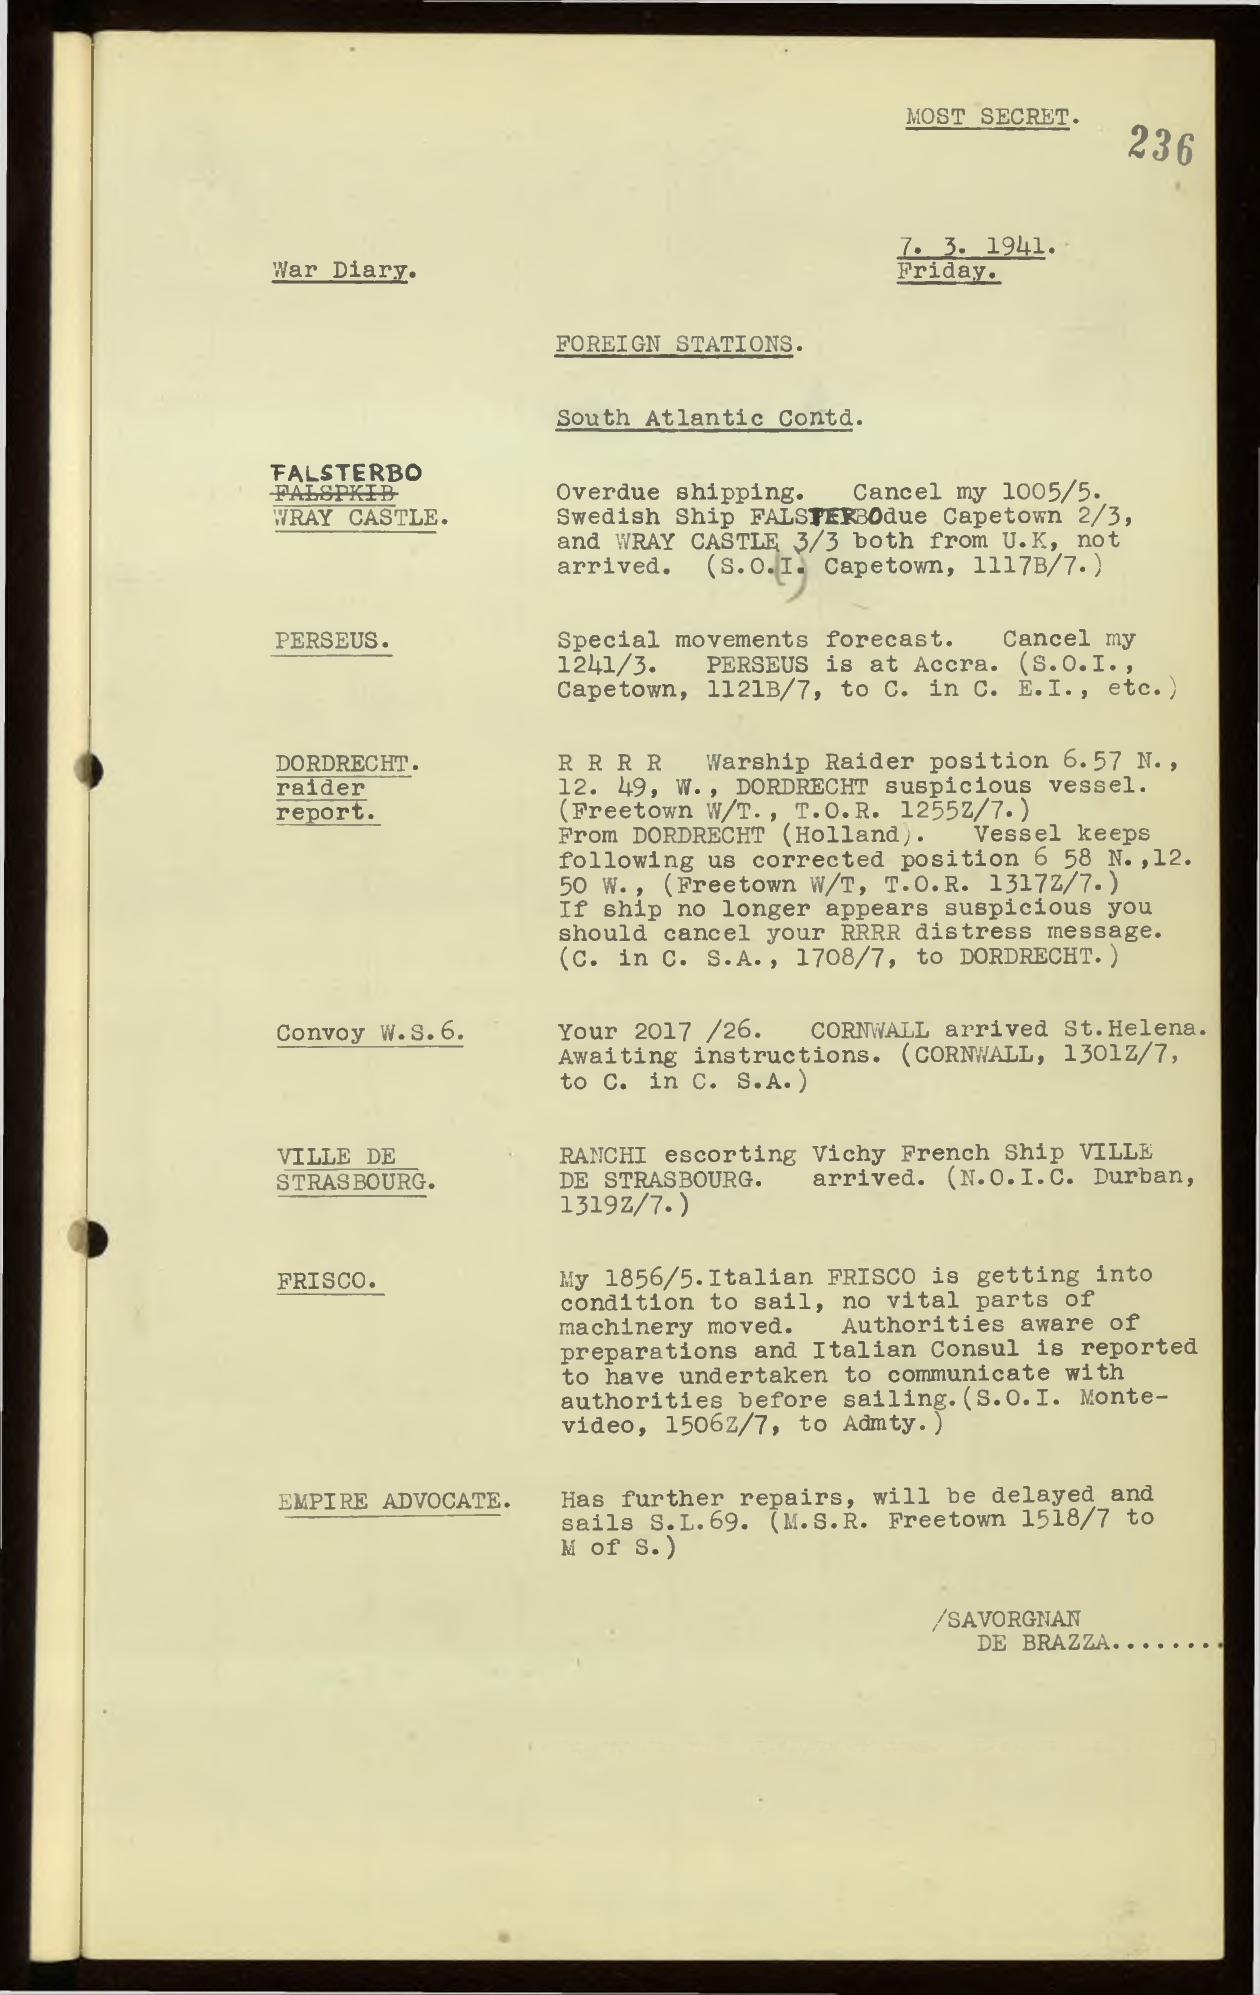 MOST SECRET.
236
7. 3. 1941.
War Diary.
Friday.
FOREIGN STATIONS.
South Atlantic Contd.
FALSTERBO
FALSPKIB
WRAY CASTLE.
Overdue shipping. Cancel my 1005/5.
Swedish Ship FALSTERBO due Capetown 2/3,
and WRAY CASTLE 3/3 both from U.K, not
arrived. (S.O.I. Capetown, 1117B/7.)
PERSEUS.
Special movements forecast. Cancel my
1241/3. PERSEUS is at Accra. (S.O.I.,
Capetown, 1121B/7, to C. in C. E.I., etc.)
DORDRECHT.
raider
report.
R R R R Warship Raider position 6.57 N.,
12. 49, W., DORDRECHT suspicious vessel.
(Freetown W/T., T.O.R. 1255Z/7.)
From DORDRECHT (Holland). Vessel keeps
following us corrected position 6 58 N.,12.
50 W., (Freetown W/T, T.O.R. 1317Z/7.)
If ship no longer appears suspicious you
should cancel your RRRR distress message.
(C. in C. S.A., 1708/7, to DORDRECHT.)
Convoy W.S.6.
Your 2017 /26. CORNWALL arrived St.Helena.
Awaiting instructions. (CORNWALL, 1301Z/7,
to C. in C. S.A.)
VILLE DE
STRASBOURG.
RANCHI escorting Vichy French Ship VILLE
DE STRASBOURG. arrived. (N.O.I.C. Durban,
1319Z/7.)
FRISCO.
My 1856/5.Italian FRISCO is getting into
condition to sail, no vital parts of
machinery moved. Authorities aware of
preparations and Italian Consul is reported
to have undertaken to communicate with
authorities before sailing.(S.O.I. Monte-
video, 1506Z/7, to Admty.)
EMPIRE ADVOCATE.
Has further repairs, will be delayed and
sails S.L.69. (M.S.R. Freetown 1518/7 to
M of S.)
/SAVORGNAN
DE BRAZZA........